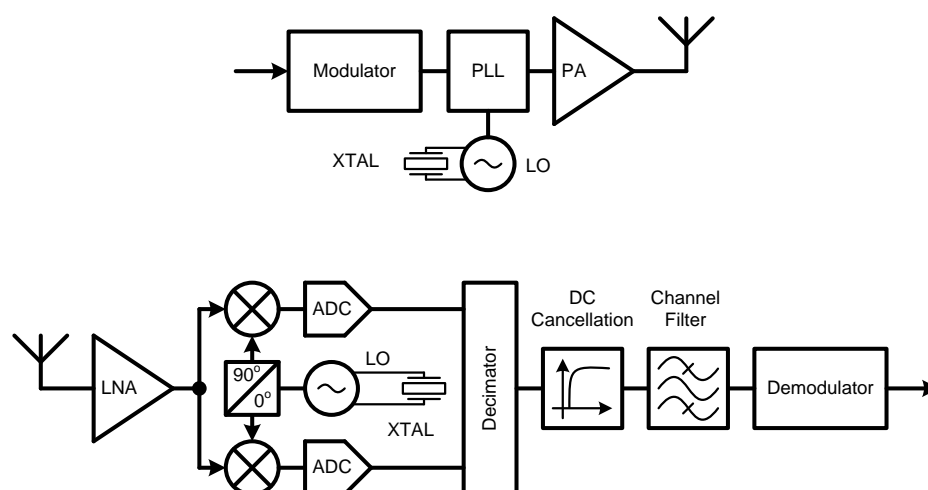 Modulator
PLL
PA
XTAL
LO
DC
Cancellation
Channel
Filter
ADC
LO
LNA
90°
0°
XTAL
Decimator
Demodulator
ADC